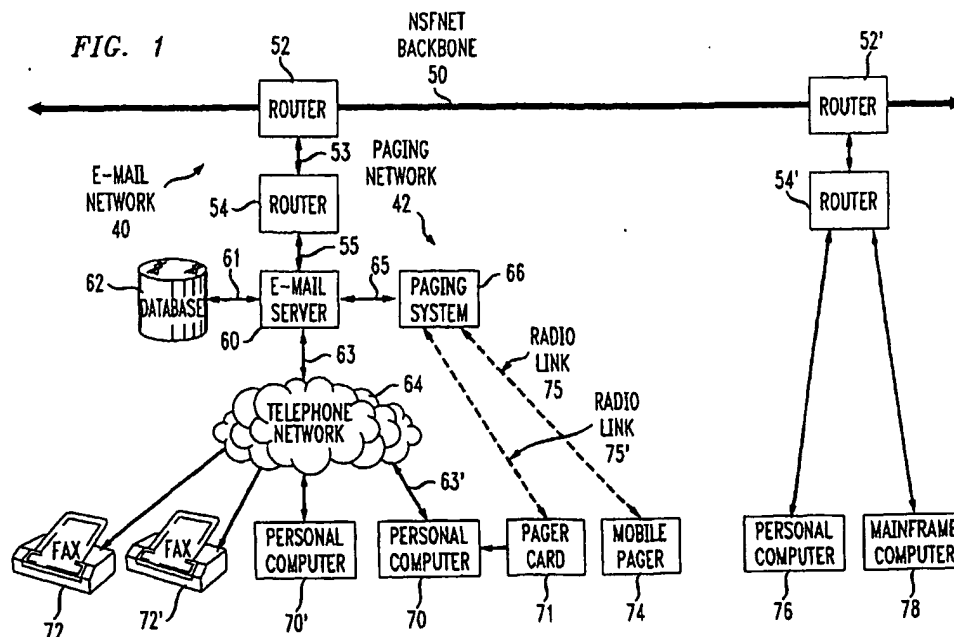 FIG. 1
52
NSFNET
BACKBONE
50
52'
ROUTER
ROUTER
53
E-MAIL
NETWORK
40
PAGING
NETWORK
42
54
ROUTER
54'
ROUTER
55
62
DATABASE
61
E-MAIL
SERVER
60
65
PAGING
SYSTEM
66
63
RADIO
LINK
75
64
TELEPHONE
NETWORK
RADIO
LINK
75'
63'
FAX
72
FAX
72'
PERSONAL
COMPUTER
70'
PERSONAL
COMPUTER
70
PAGER
CARD
71
MOBILE
PAGER
74
PERSONAL
COMPUTER
76
MAINFRAME
COMPUTER
78